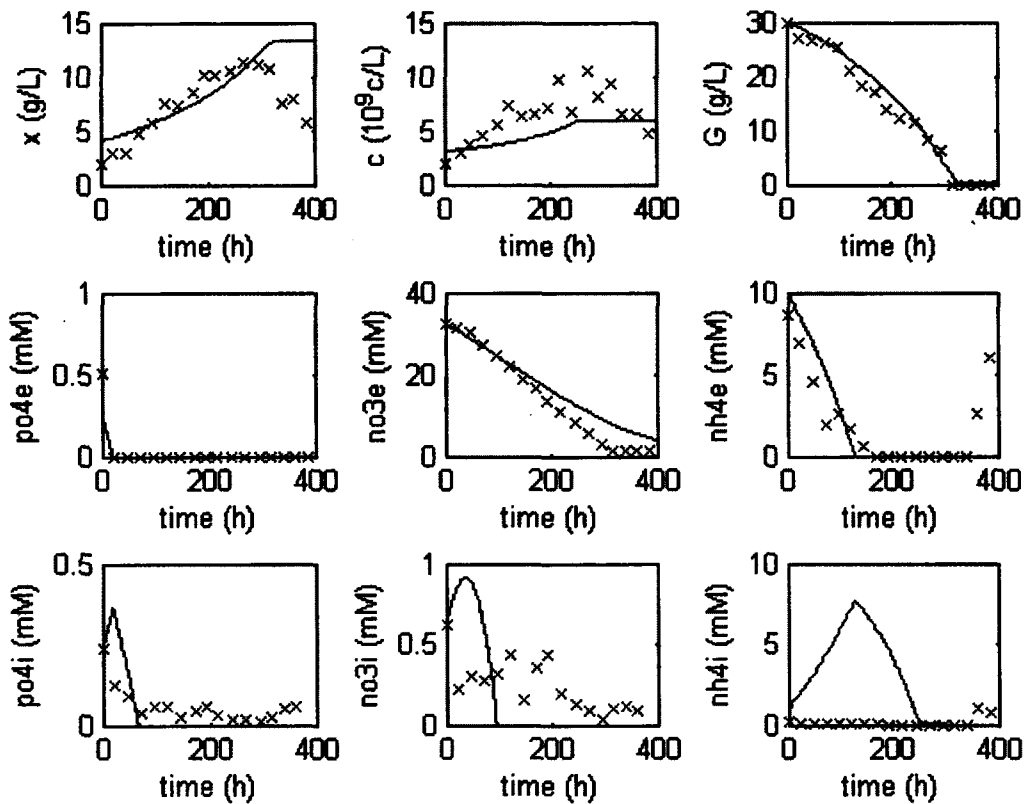 15
10
5
0
x (g/L)
0 200 400
time (h)
15
10
5
0
c (10⁹c/L)
0 200 400
time (h)
30
20
10
0
G (g/L)
0 200 400
time (h)
1
0.5
0
po4e (mM)
0 200 400
time (h)
40
20
0
no3e (mM)
0 200 400
time (h)
10
5
0
nh4e (mM)
0 200 400
time (h)
0.5
0
po4i (mM)
0 200 400
time (h)
1
0.5
0
no3i (mM)
0 200 400
time (h)
10
5
0
nh4i (mM)
0 200 400
time (h)